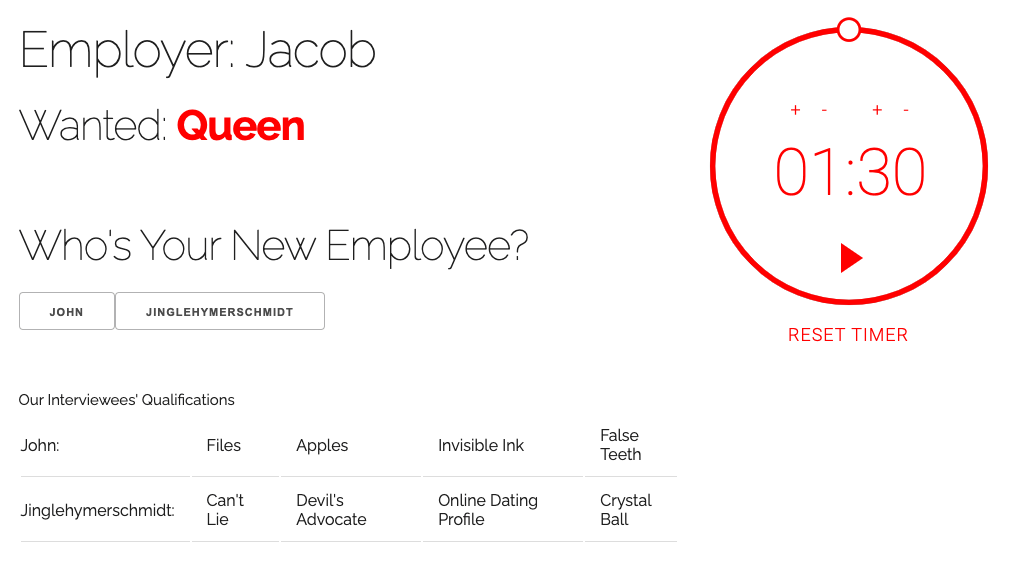 Employer: Jacob
Wanted: Queen
+ - + -
01:30
RESET TIMER
Who's Your New Employee?
JOHN JINGLEHYMERSCHMIDT
Our Interviewees' Qualifications
John: Files Apples Invisible Ink False Teeth
Jinglehymerschmidt: Can't Lie Devil's Advocate Online Dating Profile Crystal Ball